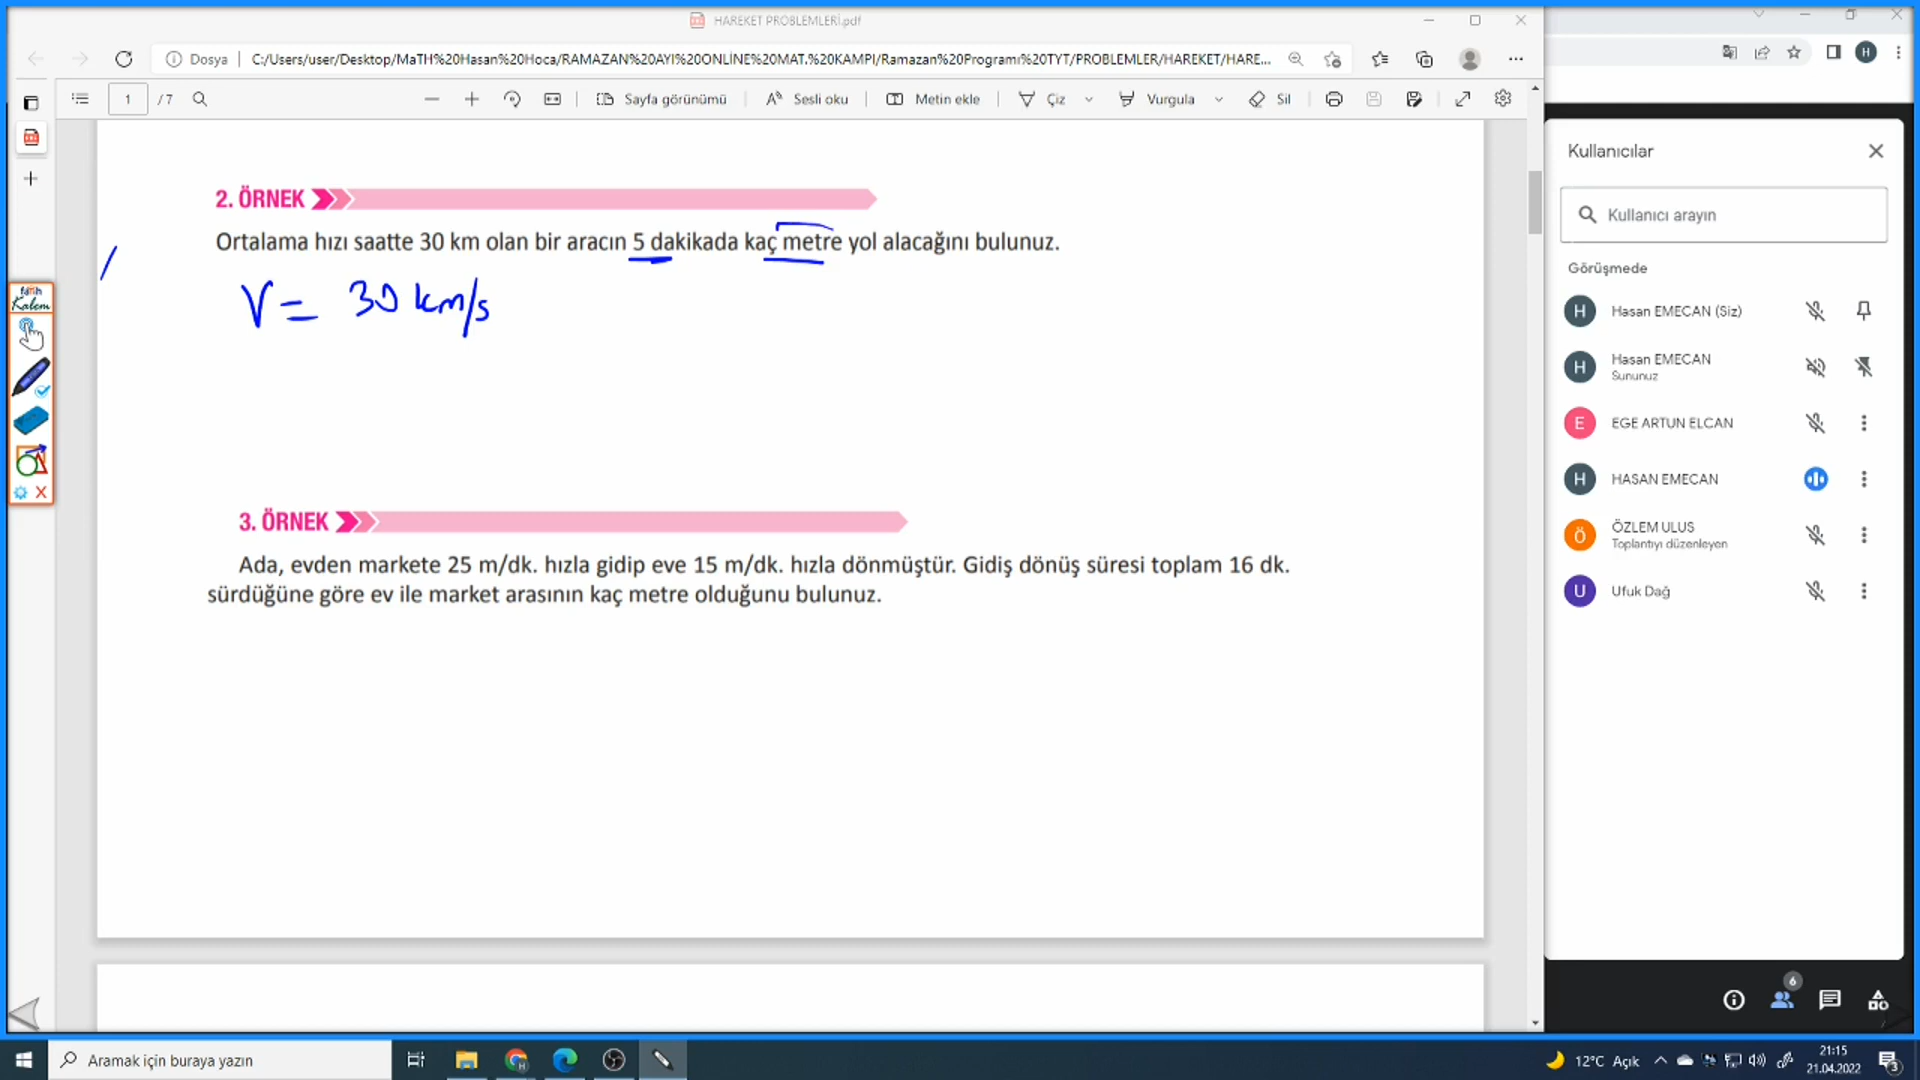 HAREKET PROBLEMLERİ.pdf
Dosya
C:/Users/user/Desktop/MaTH%20Hasan%20Hoca/RAMAZAN%20AYI%20ONLİNE%20MAT.%20KAMPI/Ramazan%20Programı%20TYT/PROBLEMLER/HAREKET/HARE...
1 /7
Sayfa görünümü
Sesli oku
Metin ekle
Çiz
Vurgula
Sil
2. ÖRNEK
Ortalama hızı saatte 30 km olan bir aracın 5 dakikada kaç metre yol alacağını bulunuz.
V = 30 km/s
3. ÖRNEK
Ada, evden markete 25 m/dk. hızla gidip eve 15 m/dk. hızla dönmüştür. Gidiş dönüş süresi toplam 16 dk.
sürdüğüne göre ev ile market arasının kaç metre olduğunu bulunuz.
fatih
Kalem
Kullanıcılar
Kullanıcı arayın
Görüşmede
H Hasan EMECAN (Siz)
H Hasan EMECAN
Sununuz
E EGE ARTUN ELCAN
H HASAN EMECAN
Ö ÖZLEM ULUS
Toplantıyı düzenleyen
U Ufuk Dağ
6
Aramak için buraya yazın
12°C Açık
21:15
21.04.2022
3